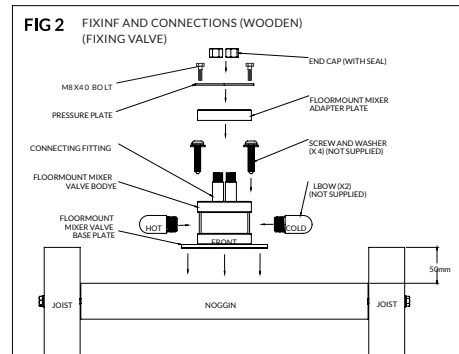 FIG 2 FIXINF AND CONNECTIONS (WOODEN)
(FIXING VALVE)
END CAP (WITH SEAL)
M8X40 BOLT
PRESSURE PLATE
FLOORMOUNT MIXER
ADAPTER PLATE
CONNECTING FITTING
SCREW AND WASHER
(X 4) (NOT SUPPLIED)
FLOORMOUNT MIXER
VALVE BODYE
LBOW (X2)
(NOT SUPPLIED)
FLOORMOUNT
MIXER VALVE
BASE PLATE
HOT
COLD
FRONT
50mm
JOIST
NOGGIN
JOIST